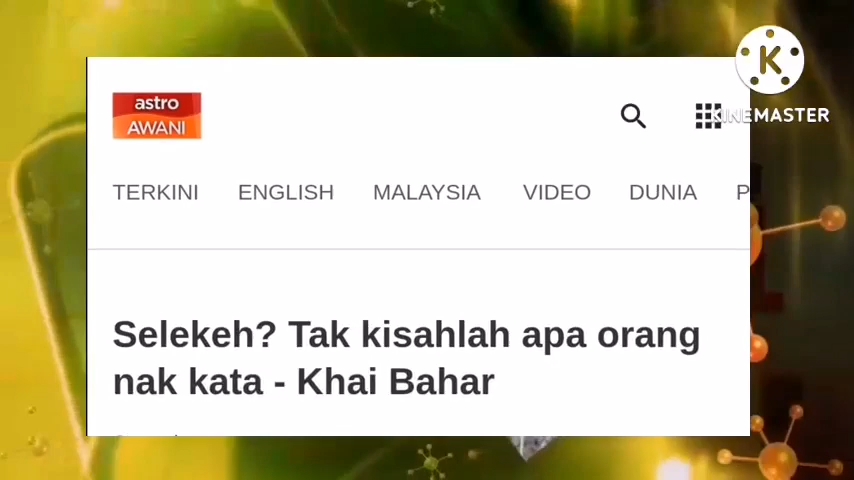 astro
AWANI
KINEMASTER
TERKINI ENGLISH MALAYSIA VIDEO DUNIA P
Selekeh? Tak kisahlah apa orang
nak kata - Khai Bahar